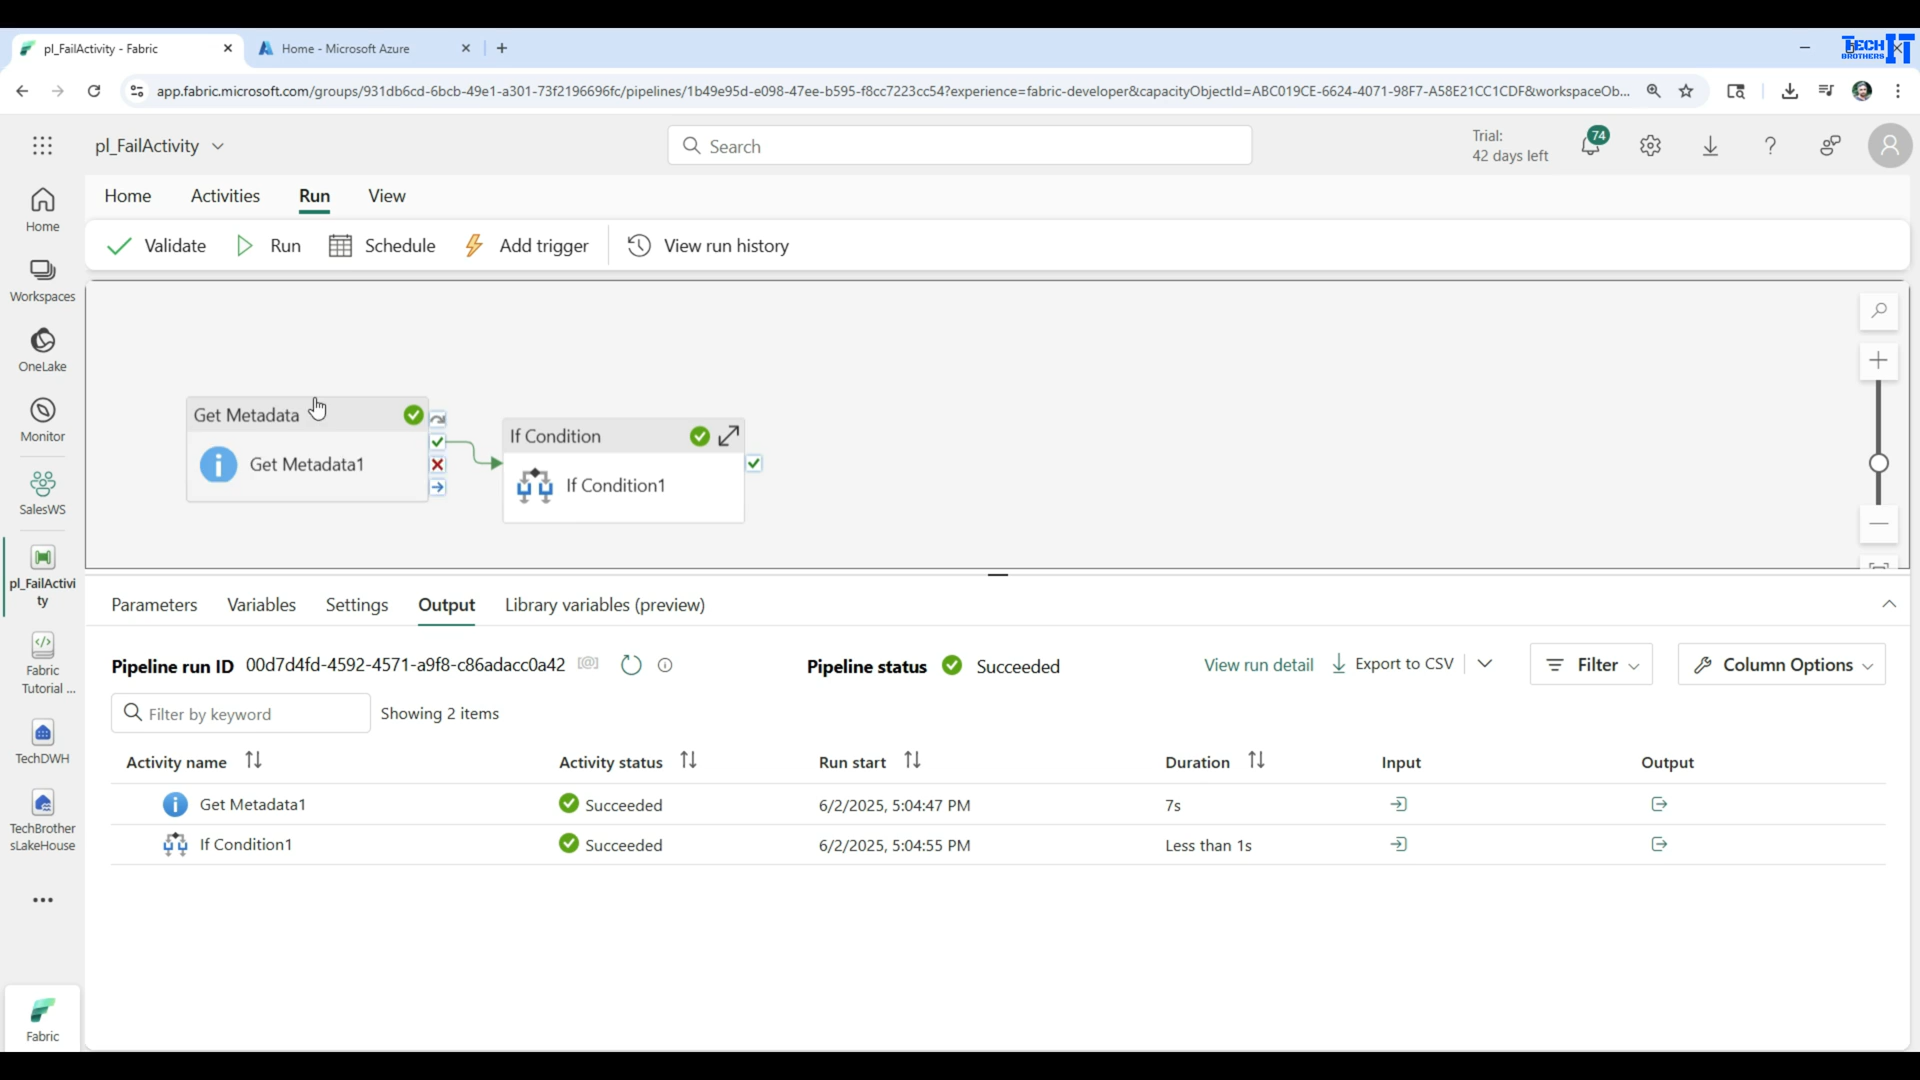 pl_FailActivity - Fabric
Home - Microsoft Azure
TECH IT
BROTHERS
app.fabric.microsoft.com/groups/931db6cd-6bcb-49e1-a301-73f2196696fc/pipelines/1b49e95d-e098-47ee-b595-f8cc7223cc54?experience=fabric-developer&capacityObjectId=ABC019CE-6624-4071-98F7-A58E21CC1CDF&workspaceOb...
pl_FailActivity
Search
Trial:
42 days left
74
Home
Activities
Run
View
Validate
Run
Schedule
Add trigger
View run history
Home
Workspaces
OneLake
Monitor
SalesWS
pl_FailActivi
ty
Fabric
Tutorial ...
TechDWH
TechBrother
sLakeHouse
Fabric
Get Metadata
Get Metadata1
If Condition
If Condition1
Parameters
Variables
Settings
Output
Library variables (preview)
Pipeline run ID 00d7d4fd-4592-4571-a9f8-c86adacc0a42
Pipeline status Succeeded
View run detail
Export to CSV
Filter
Column Options
Filter by keyword
Showing 2 items
Activity name Activity status Run start Duration Input Output
Get Metadata1 Succeeded 6/2/2025, 5:04:47 PM 7s
If Condition1 Succeeded 6/2/2025, 5:04:55 PM Less than 1s